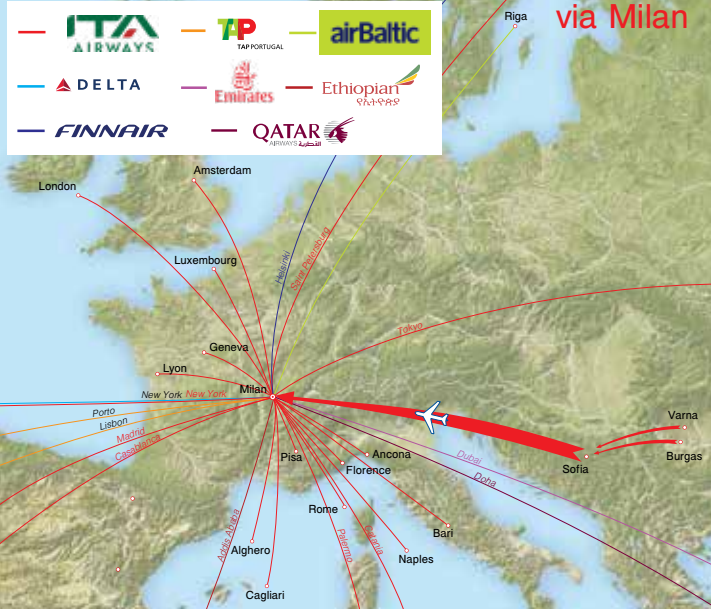 via Milan
ITA
AIRWAYS
TAP
TAP PORTUGAL
airBaltic
DELTA
Emirates
Ethiopian
የኢትዮጵያ
FINNAIR
QATAR
AIRWAYS القطرية
Riga
London
Amsterdam
Luxembourg
Helsinki
Saint Petersburg
Tokyo
Geneva
Lyon
Milan
New York New York
Porto
Lisbon
Madrid
Casablanca
Varna
Burgas
Sofia
Dubai
Doha
Pisa
Ancona
Florence
Rome
Bari
Naples
Catania
Palermo
Addis Ababa
Alghero
Cagliari